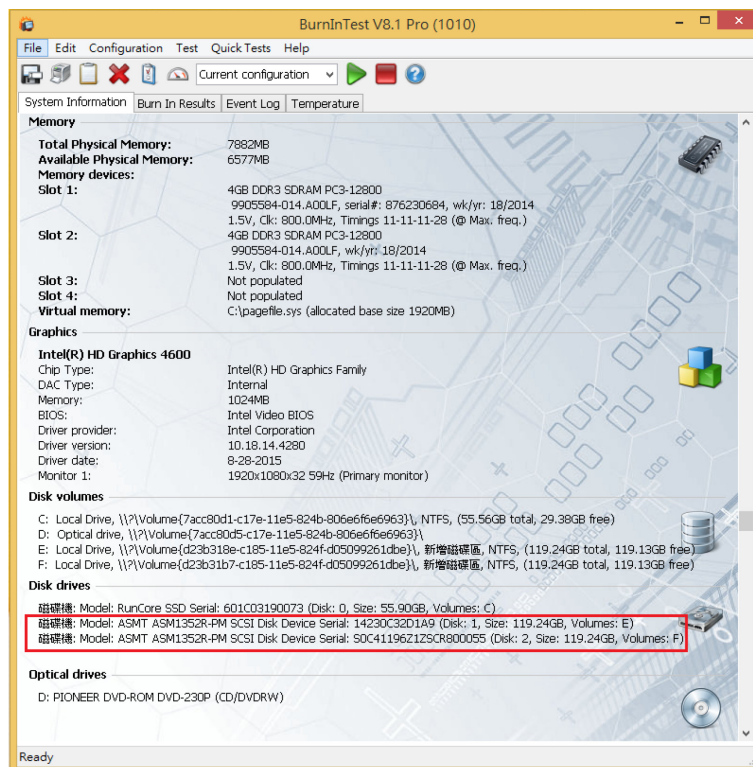 BurnInTest V8.1 Pro (1010)
File Edit Configuration Test Quick Tests Help
Current configuration
System Information Burn In Results Event Log Temperature
Memory
Total Physical Memory: 7882MB
Available Physical Memory: 6577MB
Memory devices:
Slot 1: 4GB DDR3 SDRAM PC3-12800
9905584-014.A00LF, serial#: 876230684, wk/yr: 18/2014
1.5V, Clk: 800.0MHz, Timings 11-11-11-28 (@ Max. freq.)
Slot 2: 4GB DDR3 SDRAM PC3-12800
9905584-014.A00LF, wk/yr: 18/2014
1.5V, Clk: 800.0MHz, Timings 11-11-11-28 (@ Max. freq.)
Slot 3: Not populated
Slot 4: Not populated
Virtual memory: C:\pagefile.sys (allocated base size 1920MB)
Graphics
Intel(R) HD Graphics 4600
Chip Type: Intel(R) HD Graphics Family
DAC Type: Internal
Memory: 1024MB
BIOS: Intel Video BIOS
Driver provider: Intel Corporation
Driver version: 10.18.14.4280
Driver date: 8-28-2015
Monitor 1: 1920x1080x32 59Hz (Primary monitor)
Disk volumes
C: Local Drive, \\?\Volume{7acc80d1-c17e-11e5-824b-806e6f6e6963}\, NTFS, (55.56GB total, 29.38GB free)
D: Optical drive, \\?\Volume{7acc80d5-c17e-11e5-824b-806e6f6e6963}\
E: Local Drive, \\?\Volume{d23b318e-c185-11e5-824f-d05099261dbe}\, 新增磁碟區, NTFS, (119.24GB total, 119.13GB free)
F: Local Drive, \\?\Volume{d23b31b7-c185-11e5-824f-d05099261dbe}\, 新增磁碟區, NTFS, (119.24GB total, 119.13GB free)
Disk drives
磁碟機: Model: RunCore SSD Serial: 601C03190073 (Disk: 0, Size: 55.90GB, Volumes: C)
磁碟機: Model: ASMT ASM1352R-PM SCSI Disk Device Serial: 14230C32D1A9 (Disk: 1, Size: 119.24GB, Volumes: E)
磁碟機: Model: ASMT ASM1352R-PM SCSI Disk Device Serial: S0C41196Z1ZSCR800055 (Disk: 2, Size: 119.24GB, Volumes: F)
Optical drives
D: PIONEER DVD-ROM DVD-230P (CD/DVDRW)
Ready